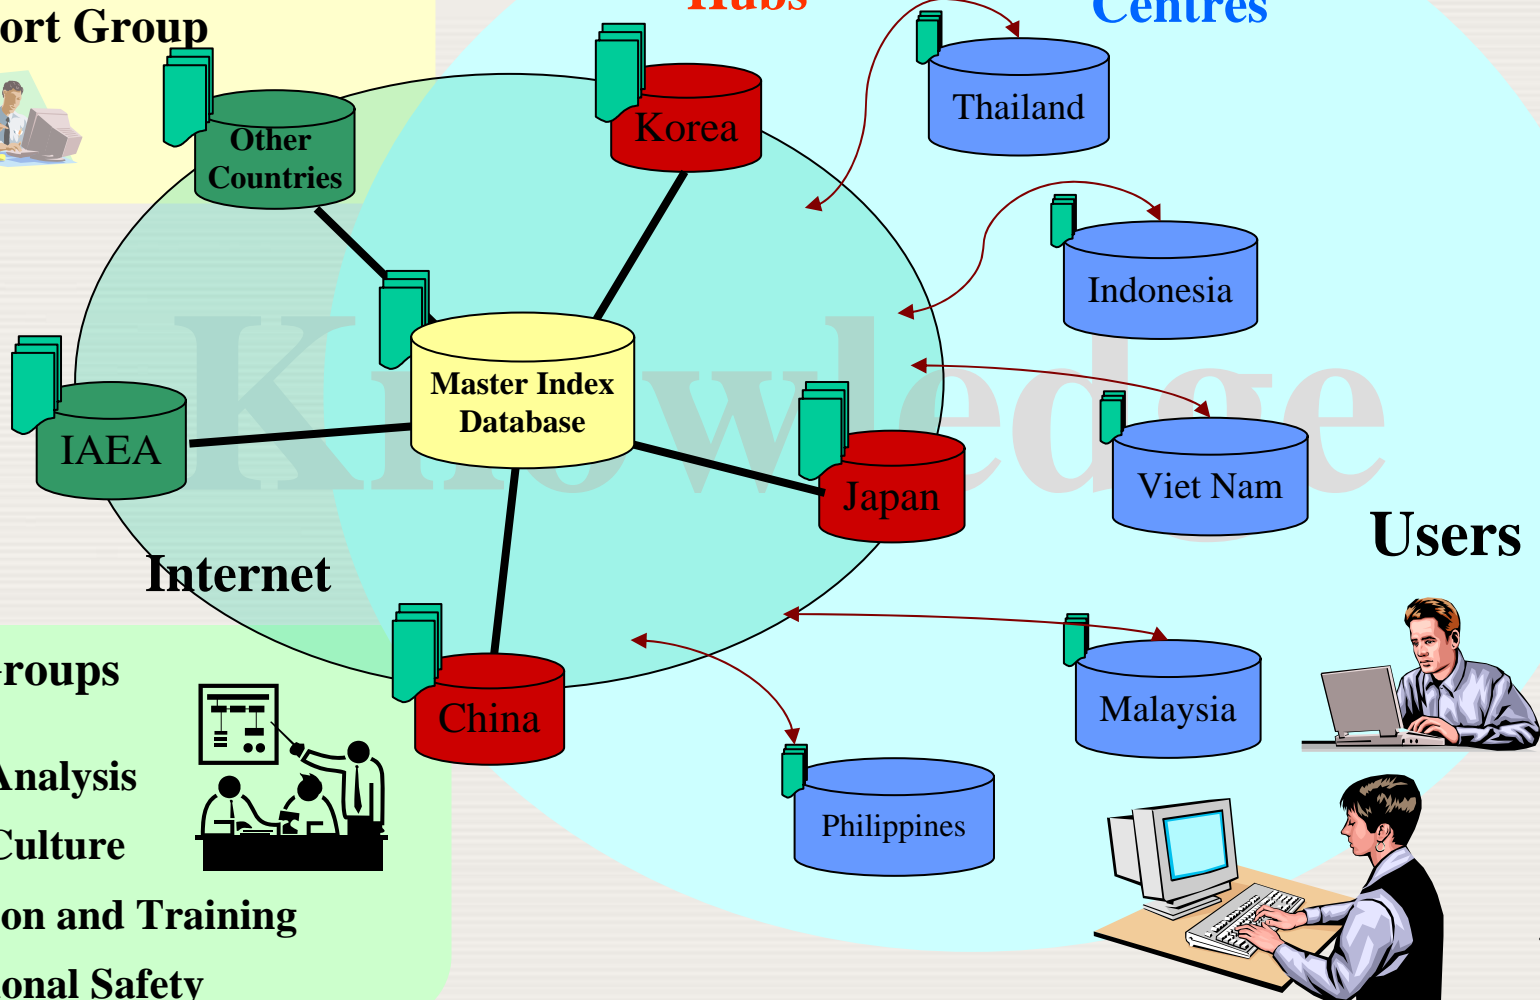 Hubs
Centres
ort Group
Thailand
Korea
Other
Countries
Indonesia
Knowledge
Master Index
Database
IAEA
Japan
Viet Nam
Users
Internet
roups
China
Malaysia
Analysis
Philippines
Culture
on and Training
onal Safety